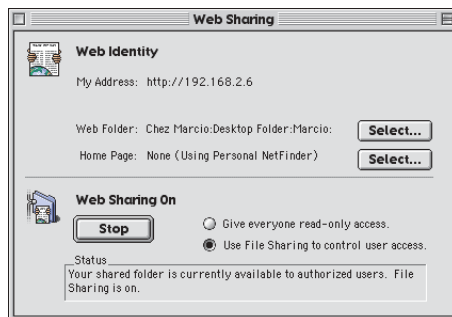 Web Sharing
Web Identity
My Address: http://192.168.2.6
Web Folder: Chez Marcio:Desktop Folder:Marcio:
Select...
Home Page: None (Using Personal NetFinder)
Select...
Web Sharing On
Stop
Give everyone read-only access.
Use File Sharing to control user access.
Status
Your shared folder is currently available to authorized users. File
Sharing is on.